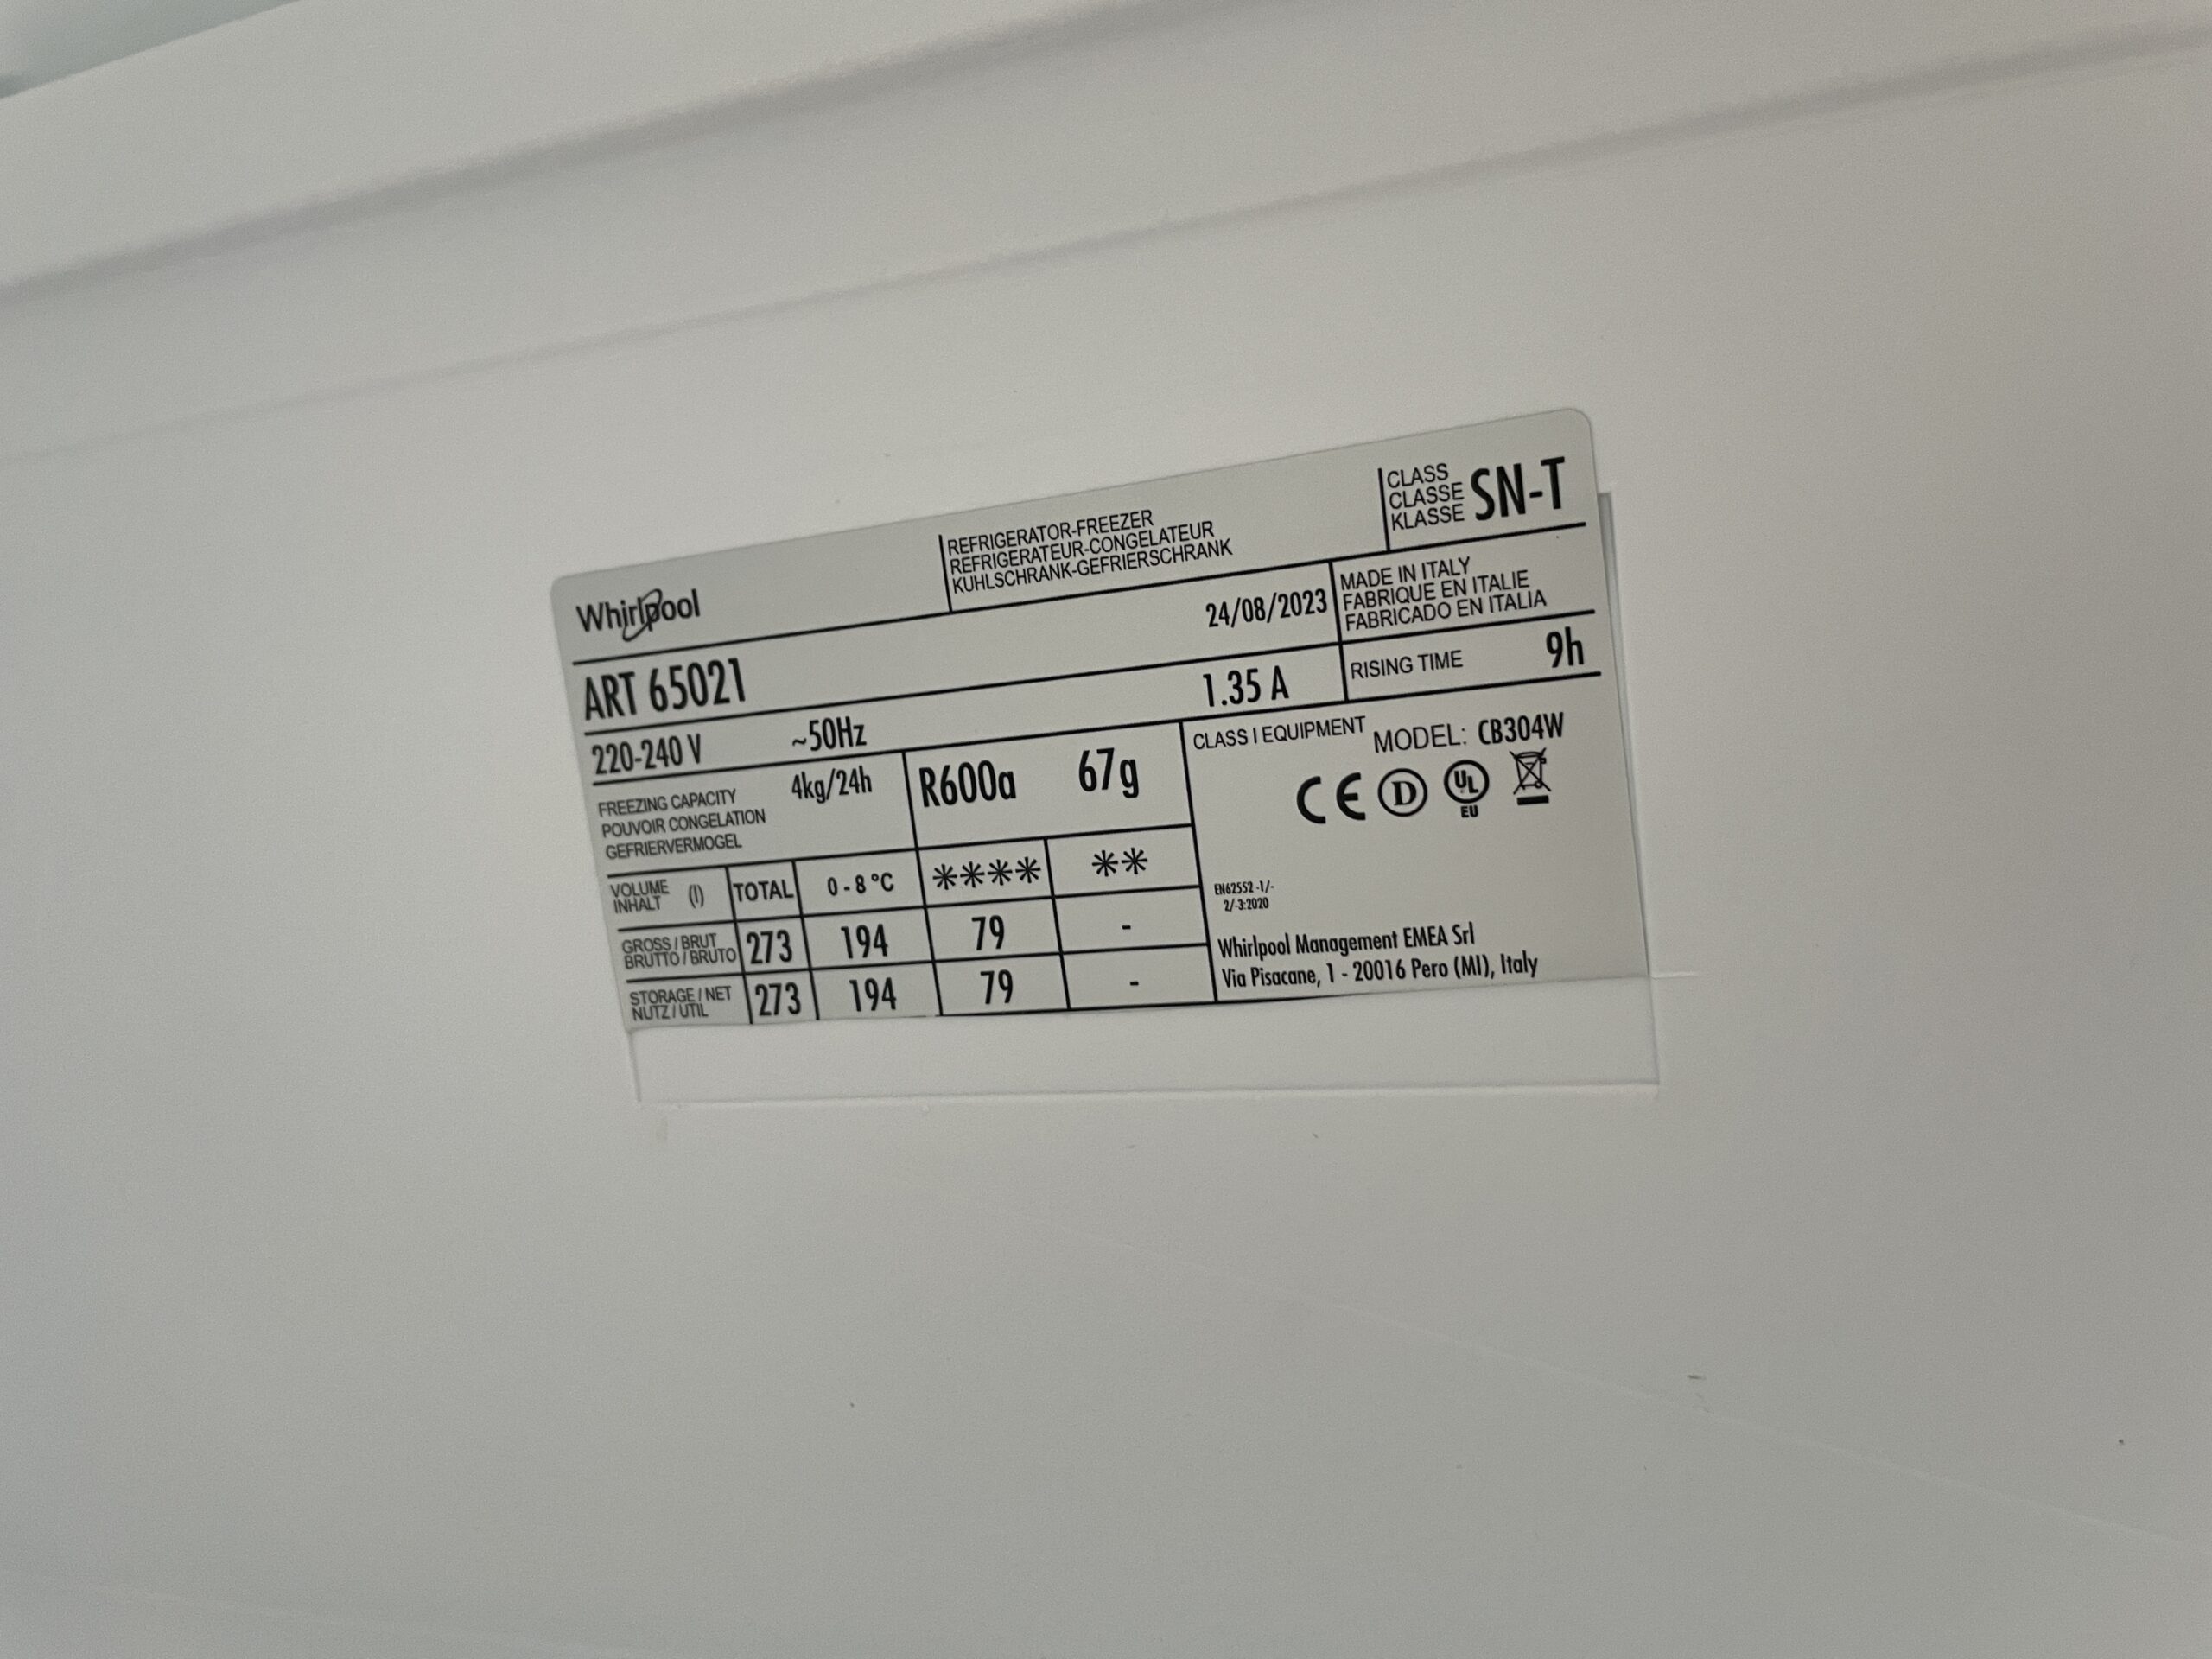 Whirlpool
REFRIGERATOR-FREEZER
REFRIGERATEUR-CONGELATEUR
KUHLSCHRANK-GEFRIERSCHRANK
CLASS
CLASSE
KLASSE
SN-T
ART 65021
24/08/2023
MADE IN ITALY
FABRIQUE EN ITALIE
FABRICADO EN ITALIA
220-240 V ~50Hz 1.35 A
RISING TIME 9h
FREEZING CAPACITY
POUVOIR CONGELATION
GEFRIERVERMOGEL
4kg/24h
R600a 67g
CLASS I EQUIPMENT
MODEL: CB304W
CE D UL
EU
VOLUME
INHALT
(l)
TOTAL 0 - 8 °C **** **
GROSS / BRUT
BRUTTO / BRUTO
273 194 79 -
STORAGE / NET
NUTZ / UTIL
273 194 79 -
EN62552 -1/-
2/-3:2020
Whirlpool Management EMEA Srl
Via Pisacane, 1 - 20016 Pero (MI), Italy